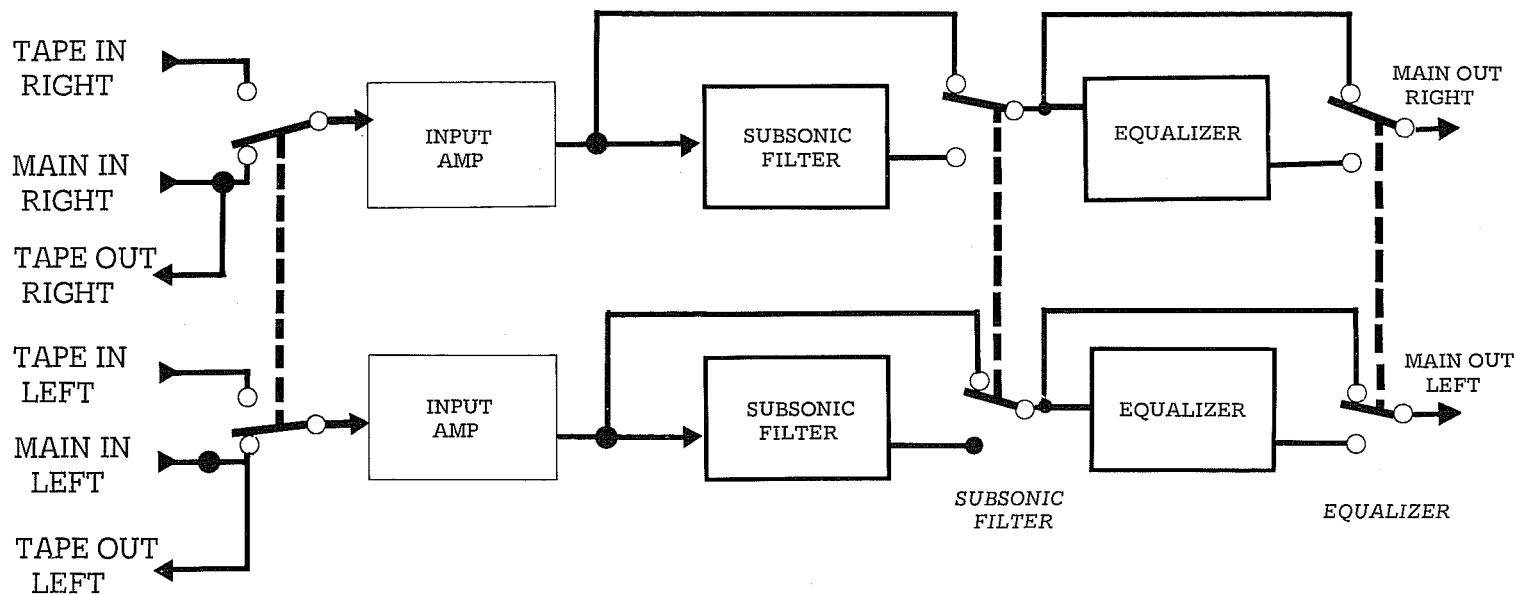 TAPE IN
RIGHT
MAIN IN
RIGHT
TAPE OUT
RIGHT
INPUT
AMP
SUBSONIC
FILTER
EQUALIZER
MAIN OUT
RIGHT
TAPE IN
LEFT
MAIN IN
LEFT
TAPE OUT
LEFT
INPUT
AMP
SUBSONIC
FILTER
EQUALIZER
MAIN OUT
LEFT
SUBSONIC
FILTER
EQUALIZER